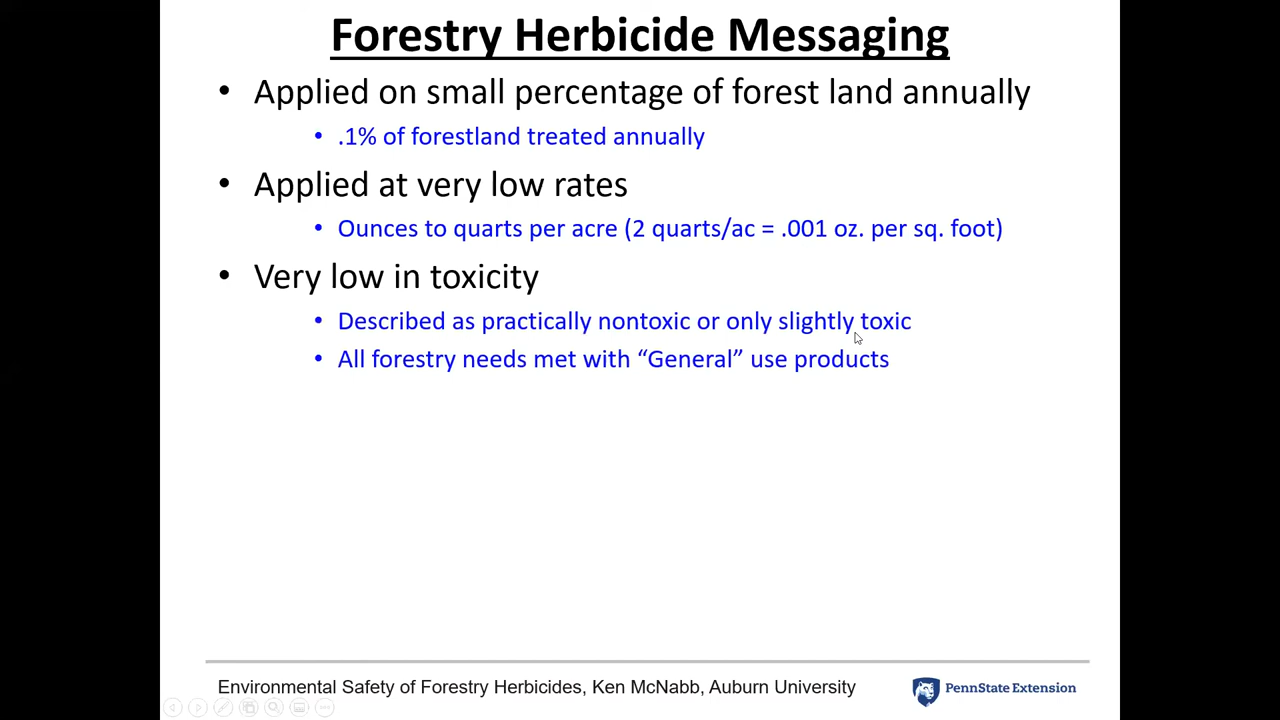 Forestry Herbicide Messaging
• Applied on small percentage of forest land annually
• .1% of forestland treated annually
• Applied at very low rates
• Ounces to quarts per acre (2 quarts/ac = .001 oz. per sq. foot)
• Very low in toxicity
• Described as practically nontoxic or only slightly toxic
• All forestry needs met with “General” use products
Environmental Safety of Forestry Herbicides, Ken McNabb, Auburn University
PennState Extension